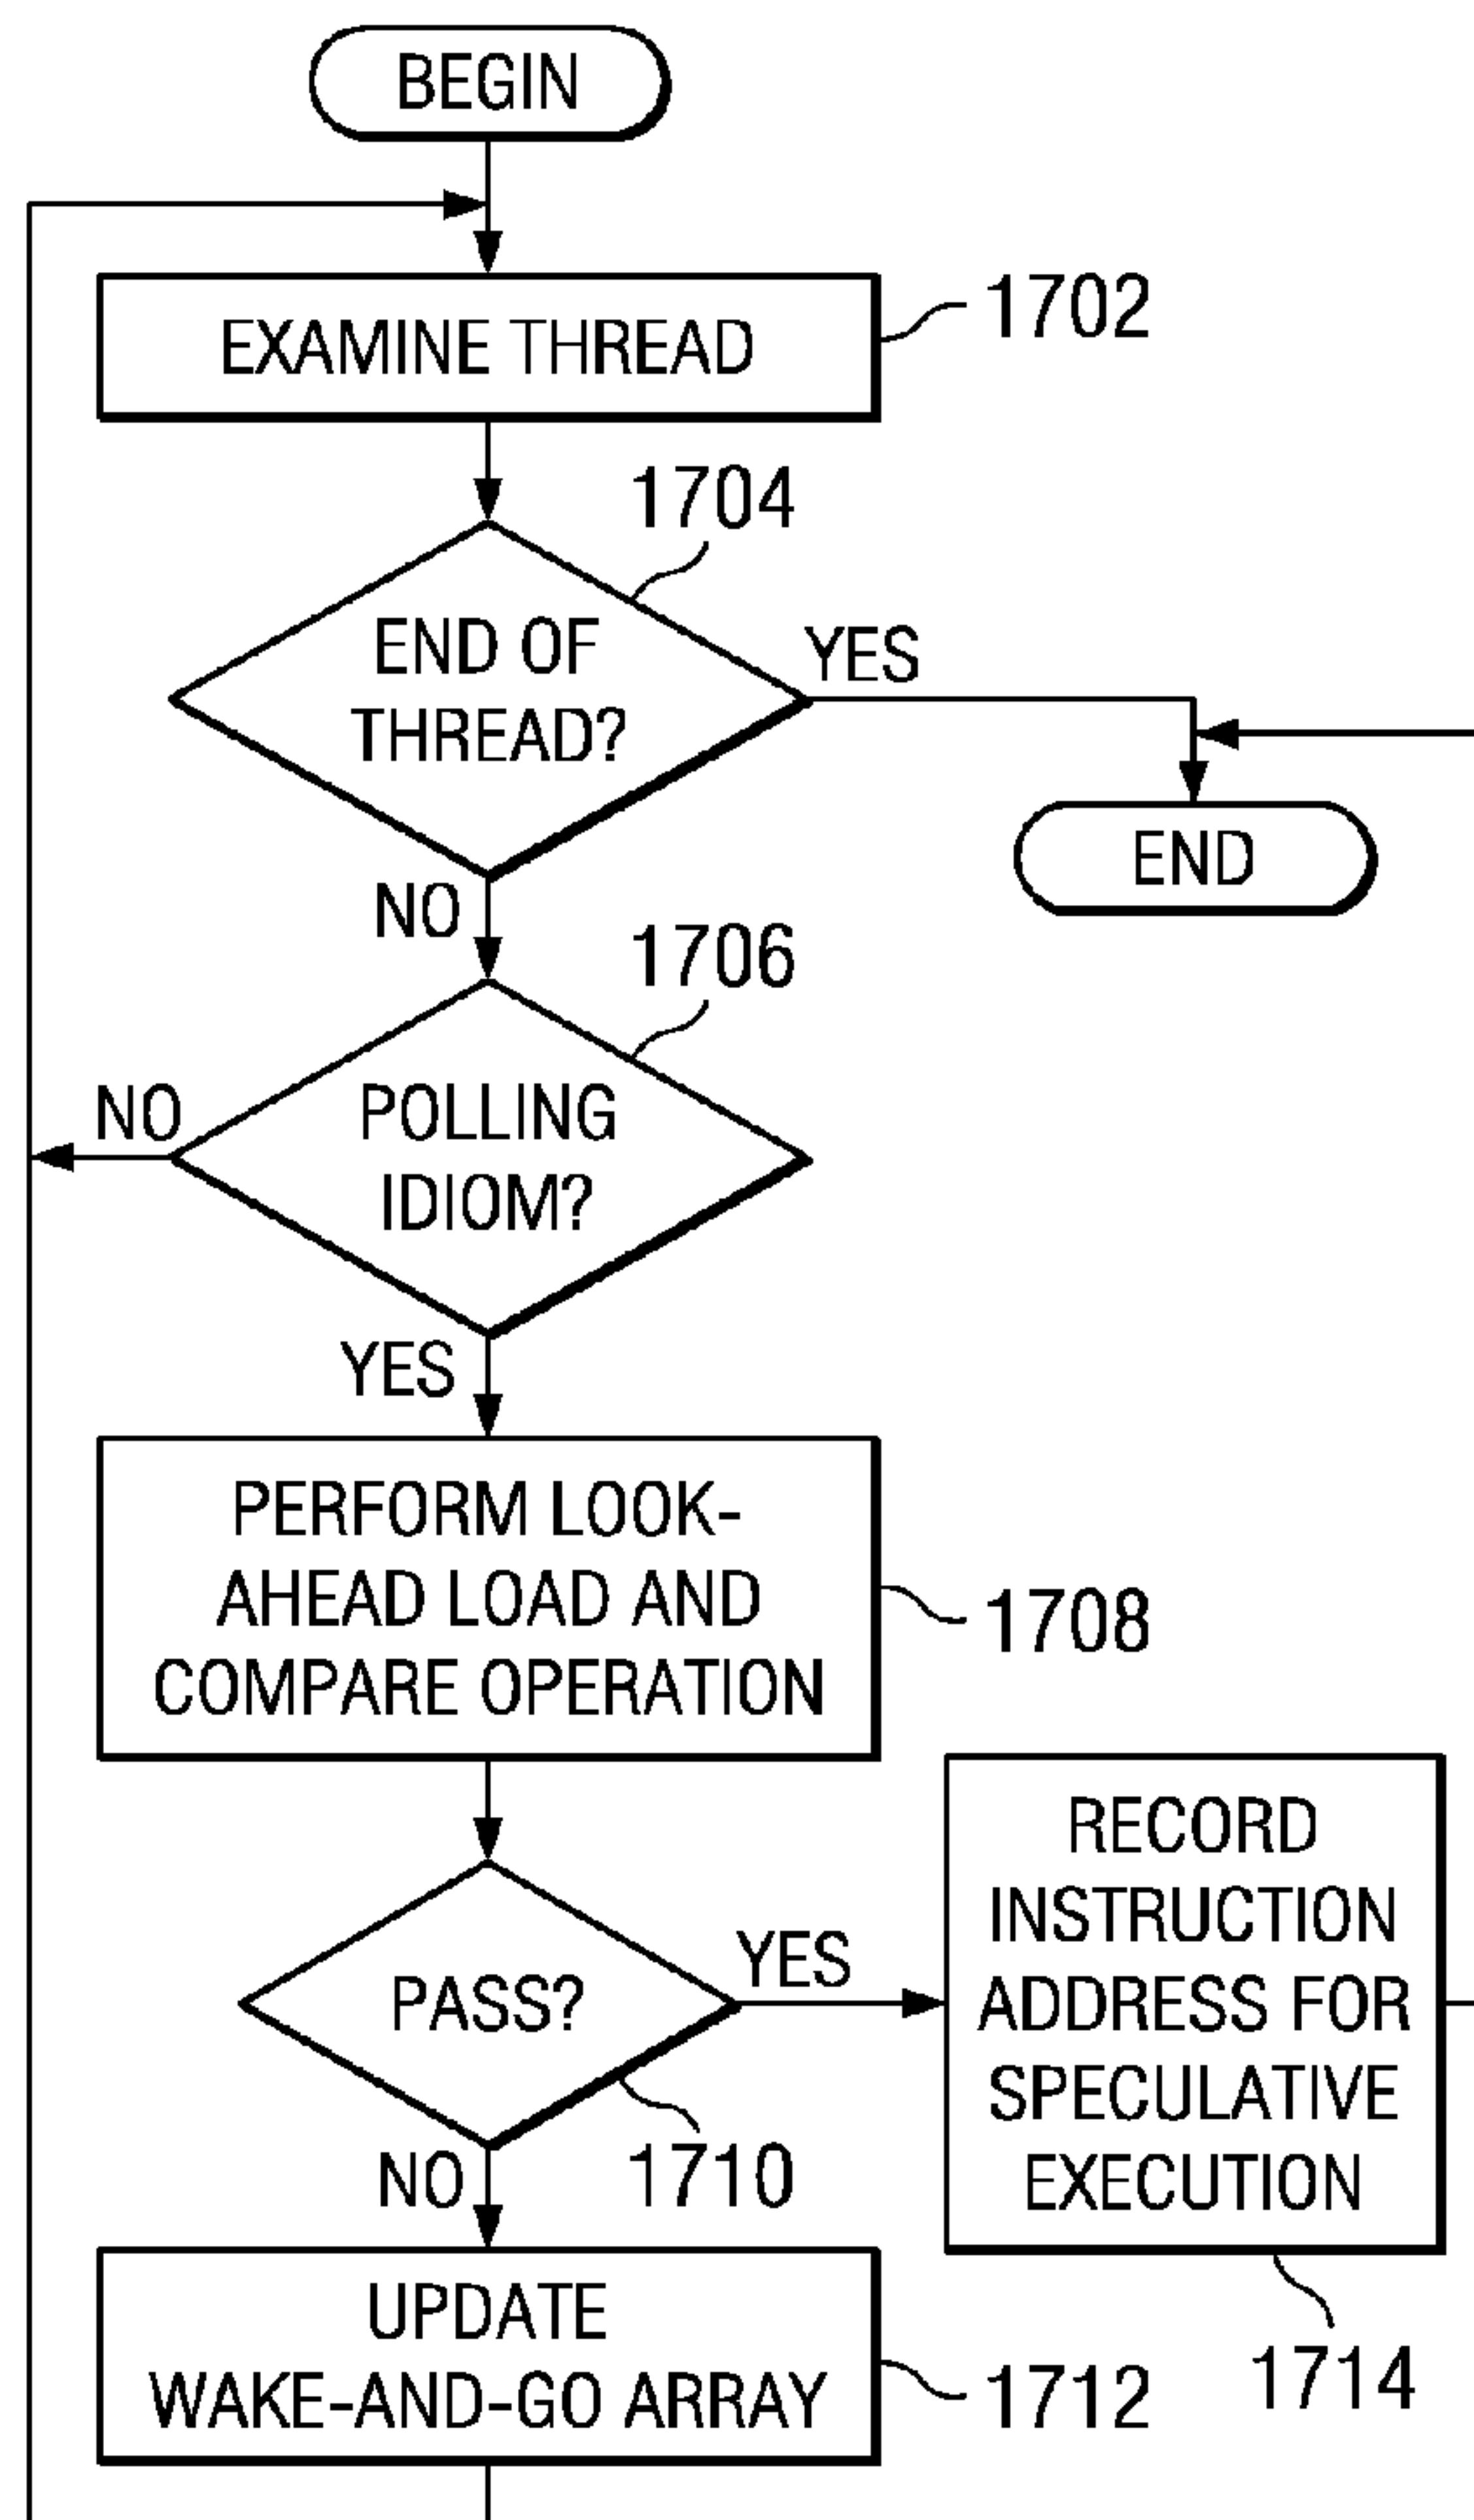 BEGIN
EXAMINE THREAD
1702
1704
END OF
THREAD?
YES
END
NO
1706
NO
POLLING
IDIOM?
YES
PERFORM LOOK-
AHEAD LOAD AND
COMPARE OPERATION
1708
PASS?
YES
RECORD
INSTRUCTION
ADDRESS FOR
SPECULATIVE
EXECUTION
1710
NO
UPDATE
WAKE-AND-GO ARRAY
1712
1714